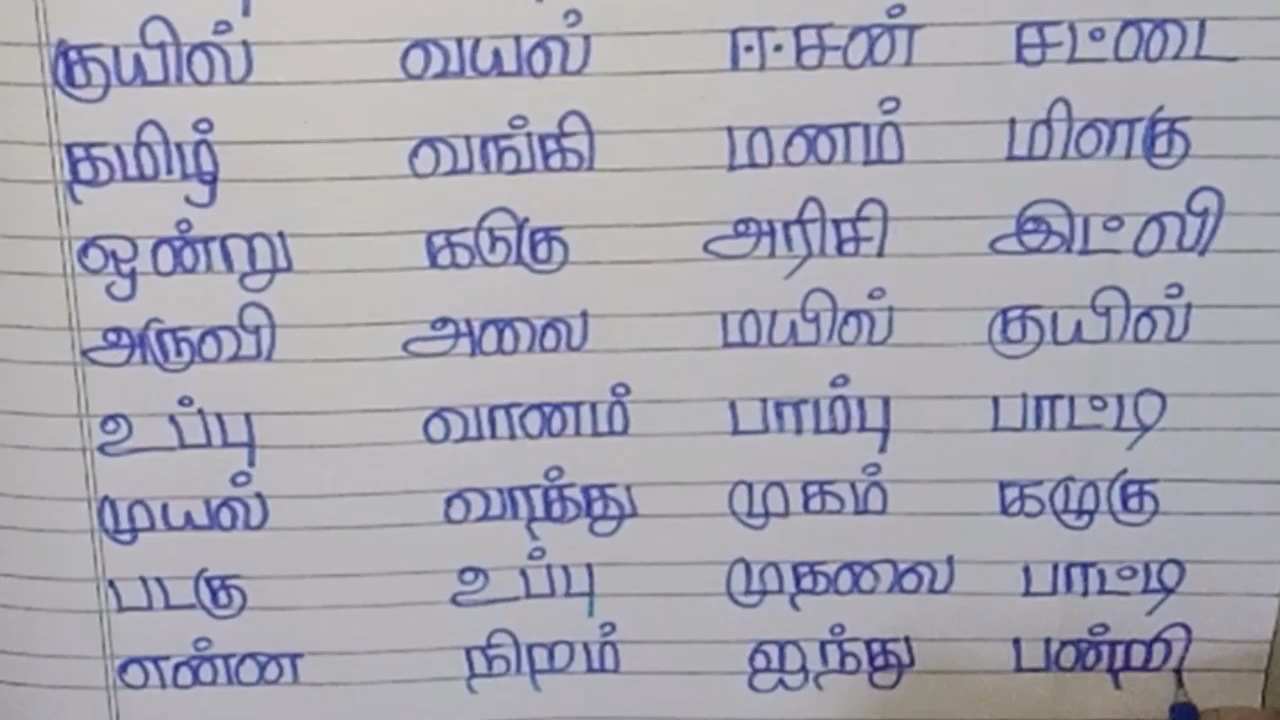 குயில் வயல் ஈசன் சட்டை
தமிழ் வங்கி மணம் மிளகு
ஒன்று கடுகு அரிசி இட்லி
அருவி அலை மயில் குயில்
உப்பு வானம் பாம்பு பாட்டி
முயல் வாத்து முகம் கழுகு
படகு உப்பு முதலை பாட்டி
என்ன நிறம் ஐந்து பன்றி